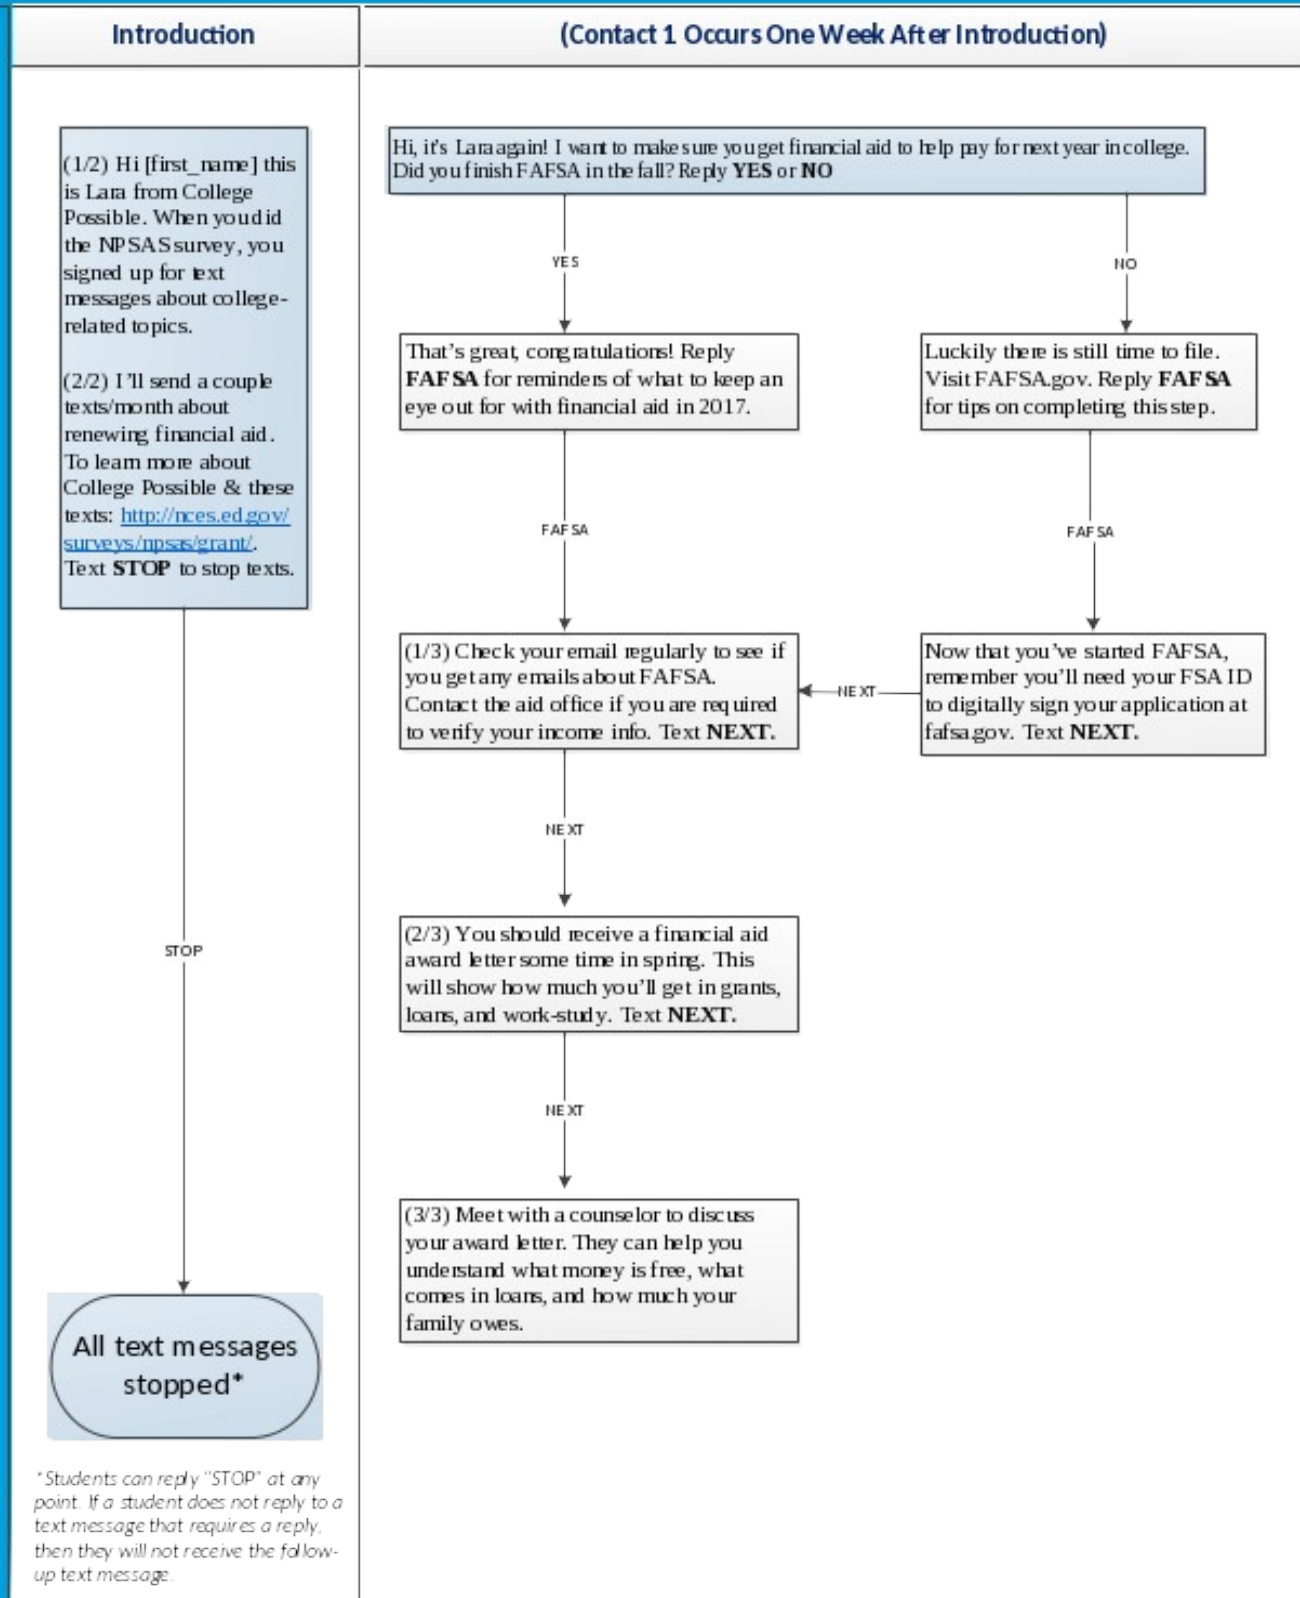 Introduction
(Contact 1 Occurs One Week After Introduction)
(1/2) Hi [first_name] this
is Lara from College
Possible. When you did
the NPSAS survey, you
signed up for text
messages about college-
related topics.
(2/2) I'll send a couple
texts/month about
renewing financial aid.
To learn more about
College Possible & these
texts: http://nces.ed.gov/
surveys/npsas/grant/.
Text STOP to stop texts.
STOP
All text messages
stopped*
*Students can reply "STOP" at any
point. If a student does not reply to a
text message that requires a reply,
then they will not receive the follow-
up text message.
Hi, it's Lara again! I want to make sure you get financial aid to help pay for next year in college.
Did you finish FAFSA in the fall? Reply YES or NO
YES
NO
That's great, congratulations! Reply
FAFSA for reminders of what to keep an
eye out for with financial aid in 2017.
Luckily there is still time to file.
Visit FAFSA.gov. Reply FAFSA
for tips on completing this step.
FAFSA
FAFSA
(1/3) Check your email regularly to see if
you get any emails about FAFSA.
Contact the aid office if you are required
to verify your income info. Text NEXT.
NEXT
Now that you've started FAFSA,
remember you'll need your FSA ID
to digitally sign your application at
fafsa.gov. Text NEXT.
NEXT
(2/3) You should receive a financial aid
award letter some time in spring. This
will show how much you'll get in grants,
loans, and work-study. Text NEXT.
NEXT
(3/3) Meet with a counselor to discuss
your award letter. They can help you
understand what money is free, what
comes in loans, and how much your
family owes.